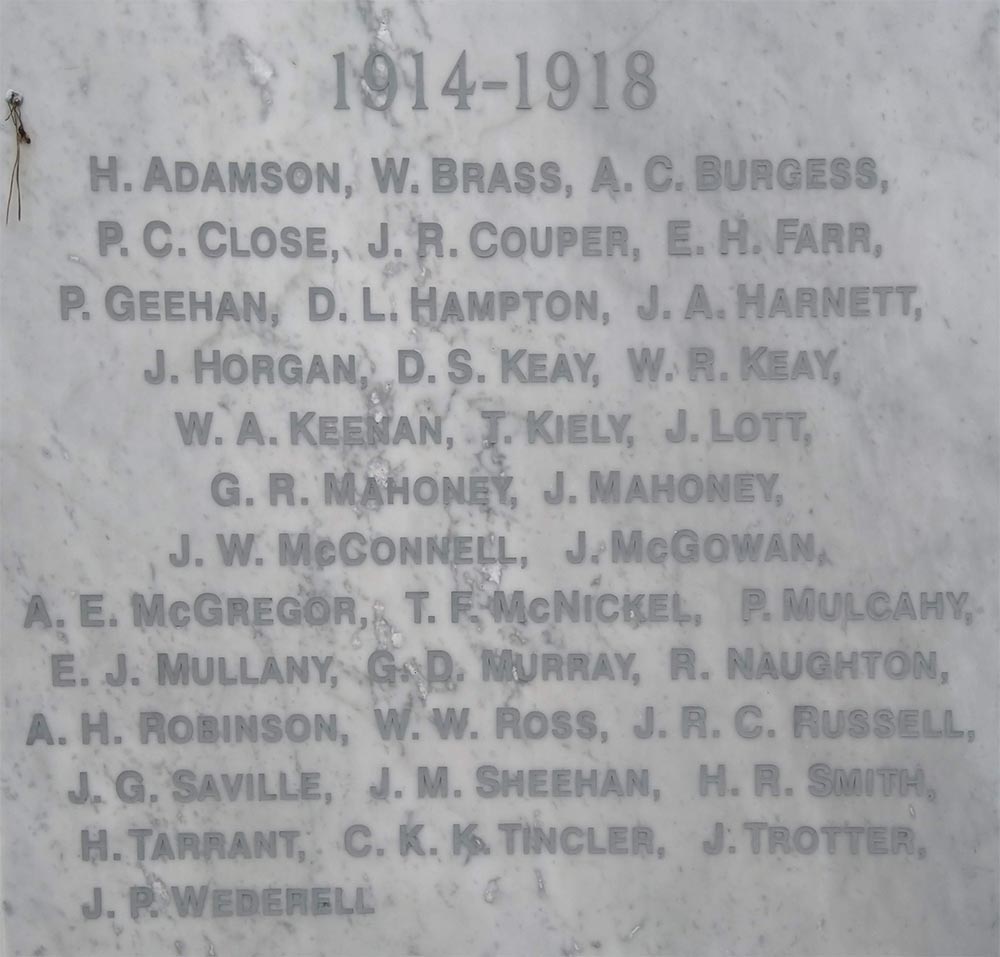 1914-1918
H. ADAMSON, W. BRASS, A. C. BURGESS,
P. C. CLOSE, J. R. COUPER, E. H. FARR,
P. GEEHAN, D. L. HAMPTON, J. A. HARNETT,
J. HORGAN, D. S. KEAY, W. R. KEAY,
W. A. KEENAN, T. KIELY, J. LOTT,
G. R. MAHONEY, J. MAHONEY,
J. W. McCONNELL, J. McGOWAN,
A. E. McGREGOR, T. F. McNICKEL, P. MULCAHY,
E. J. MULLANY, G. D. MURRAY, R. NAUGHTON,
A. H. ROBINSON, W. W. ROSS, J. R. C. RUSSELL,
J. G. SAVILLE, J. M. SHEEHAN, H. R. SMITH,
H. TARRANT, C. K. K. TINCLER, J. TROTTER,
J. P. WEDERELL